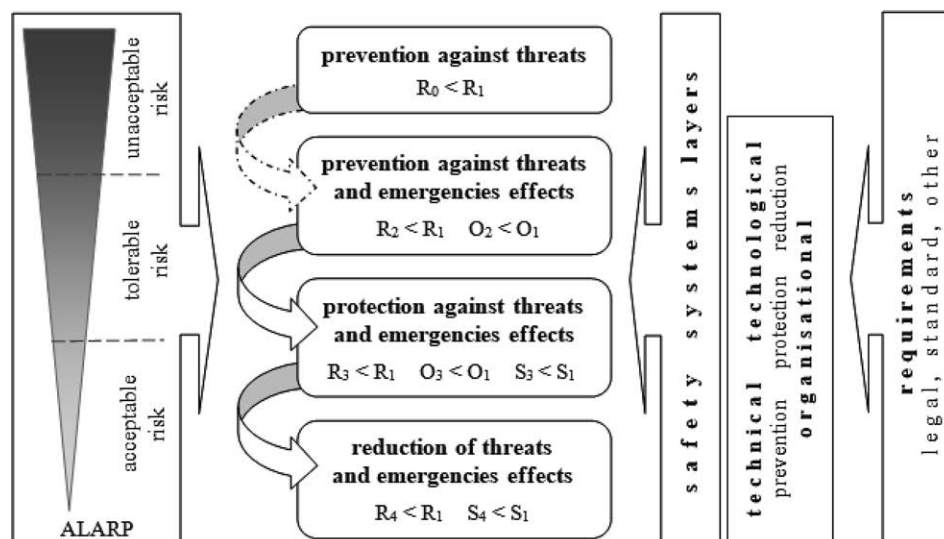 unacceptable
risk
tolerable
risk
acceptable
risk
ALARP
prevention against threats
R₀ < R₁
prevention against threats
and emergencies effects
R₂ < R₁ O₂ < O₁
protection against threats
and emergencies effects
R₃ < R₁ O₃ < O₁ S₃ < S₁
reduction of threats
and emergencies effects
R₄ < R₁ S₄ < S₁
safety systems layers
technical technological
prevention protection reduction
organisational
requirements
legal, standard, other